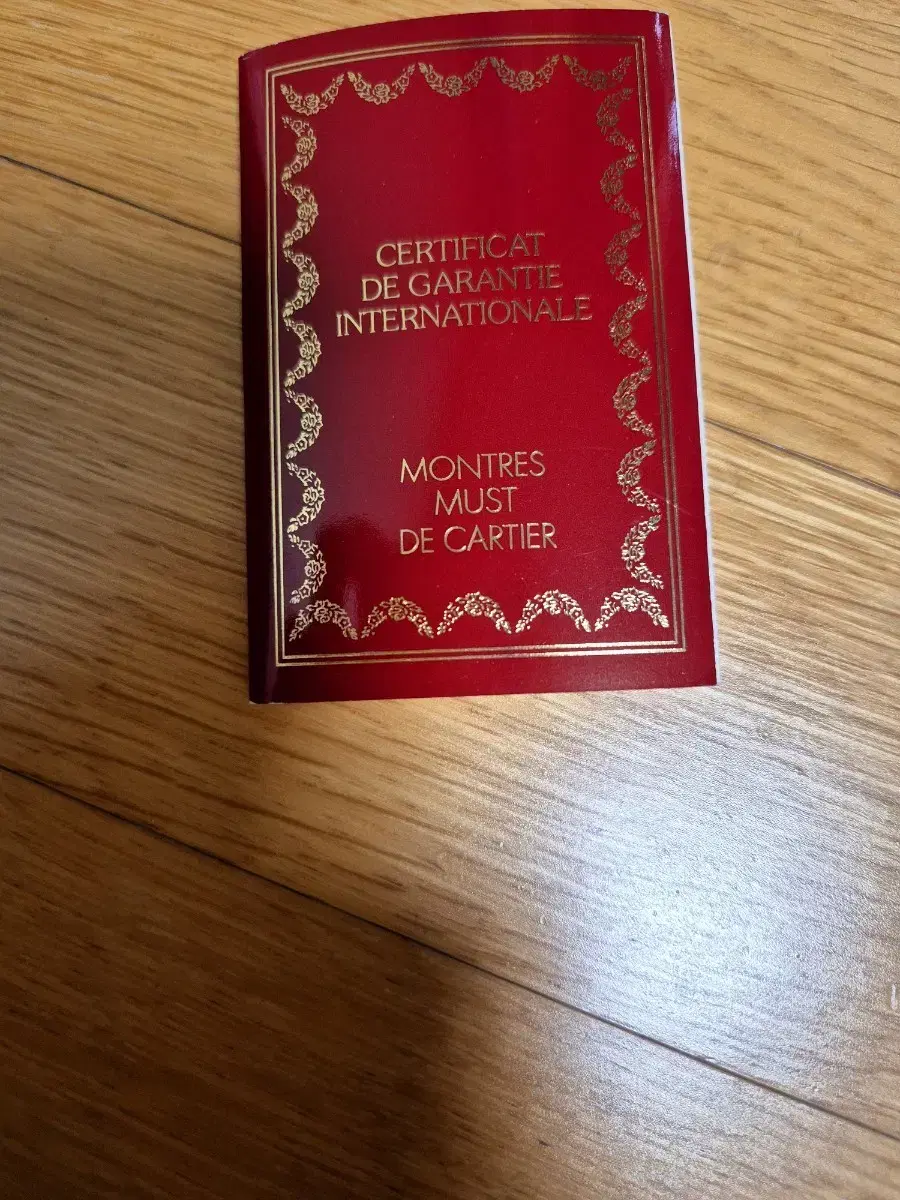 CERTIFICAT
DE GARANTIE
INTERNATIONALE
MONTRES
MUST
DE CARTIER